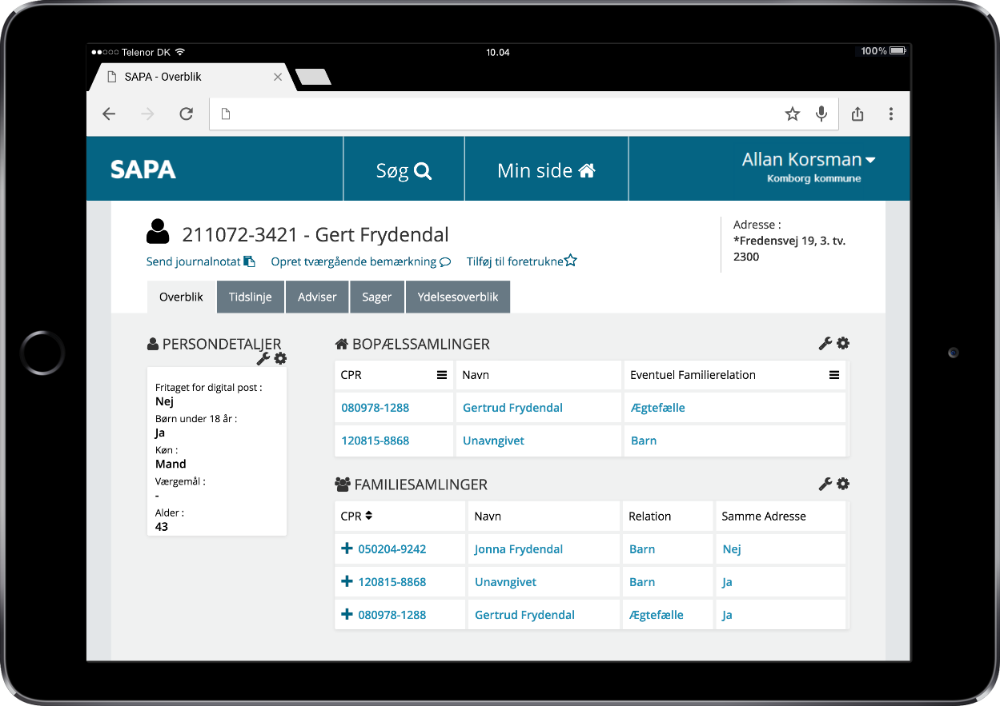 Telenor DK
10.04
100%
SAPA - Overblik
SAPA
Søg
Min side
Allan Korsman
Komborg kommune
211072-3421 - Gert Frydendal
Send journalnotat
Opret tværgående bemærkning
Tilføj til foretrukne
Adresse :
*Fredensvej 19, 3. tv.
2300
Overblik
Tidslinje
Adviser
Sager
Ydelsesoverblik
PERSONDETALJER
Fritaget for digital post :
Nej
Børn under 18 år :
Ja
Køn :
Mand
Værgemål :
-
Alder :
43
BOPÆLSSAMLINGER
CPR Navn Eventuel Familierelation
080978-1288 Gertrud Frydendal Ægtefælle
120815-8868 Unavngivet Barn
FAMILIESAMLINGER
CPR Navn Relation Samme Adresse
050204-9242 Jonna Frydendal Barn Nej
120815-8868 Unavngivet Barn Ja
080978-1288 Gertrud Frydendal Ægtefælle Ja